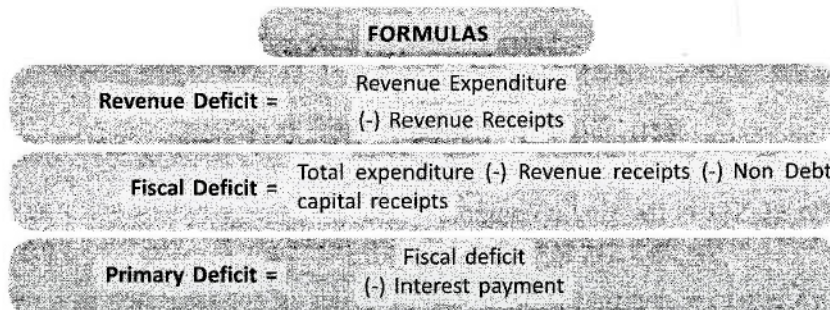 FORMULAS
Revenue Expenditure
Revenue Deficit =
(-) Revenue Receipts
Total expenditure (-) Revenue receipts (-) Non Debt
Fiscal Deficit =
capital receipts
Fiscal deficit
Primary Deficit =
(-) Interest payment